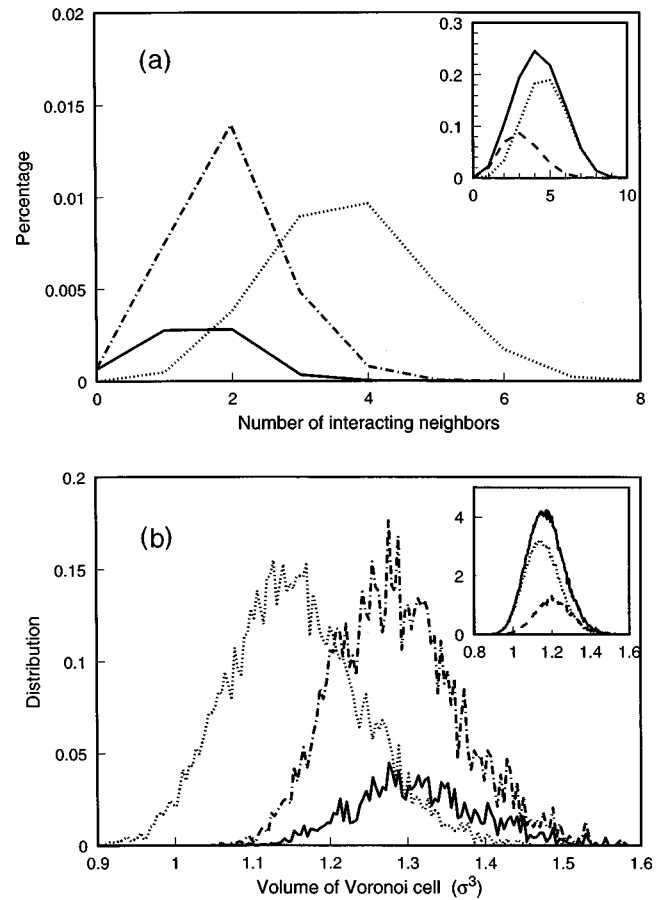 0.02
(a)
0.015
0.01
0.005
0
Percentage
0 2 4 6 8
Number of interacting neighbors
0.3
0.2
0.1
0
0 5 10
0.2
(b)
0.15
0.1
0.05
0
Distribution
0.9 1 1.1 1.2 1.3 1.4 1.5 1.6
Volume of Voronoi cell (σ³)
4
2
0
0.8 1 1.2 1.4 1.6